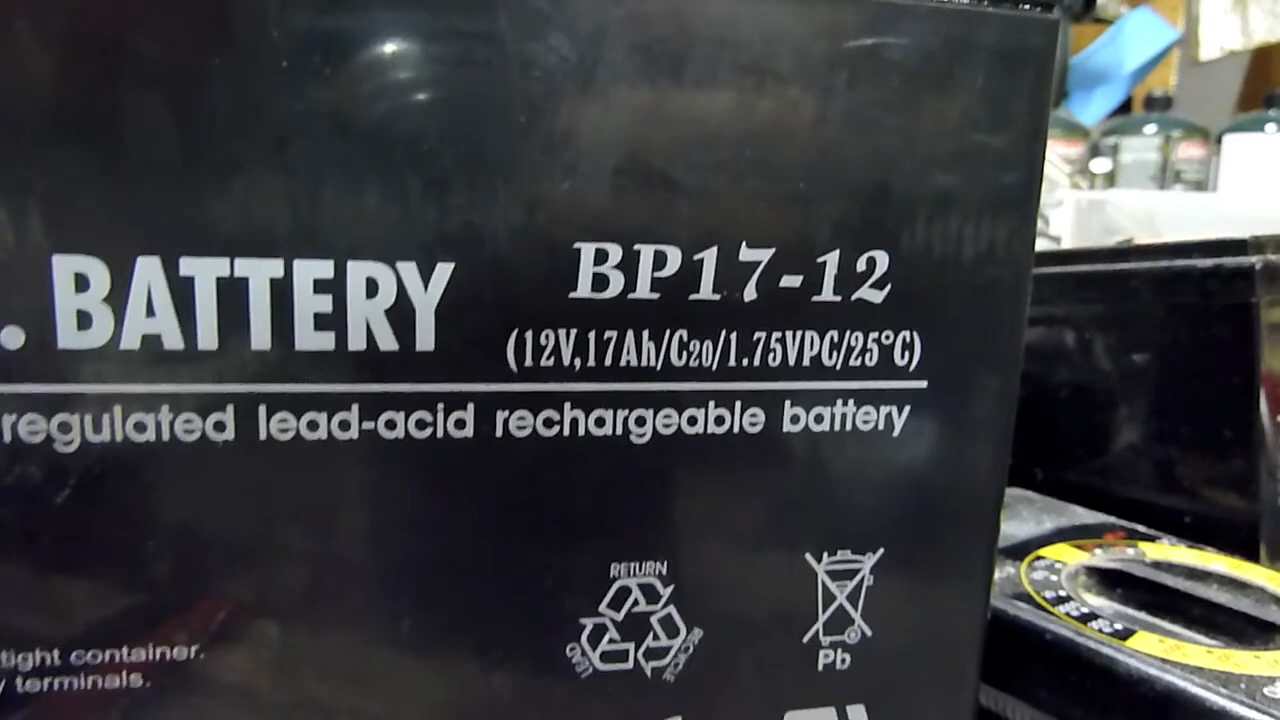 . BATTERY
BP17-12
(12V,17Ah/C20/1.75VPC/25°C)
regulated lead-acid rechargeable battery
RETURN
LEAD
RECYCLE
Pb
tight container.
terminals.